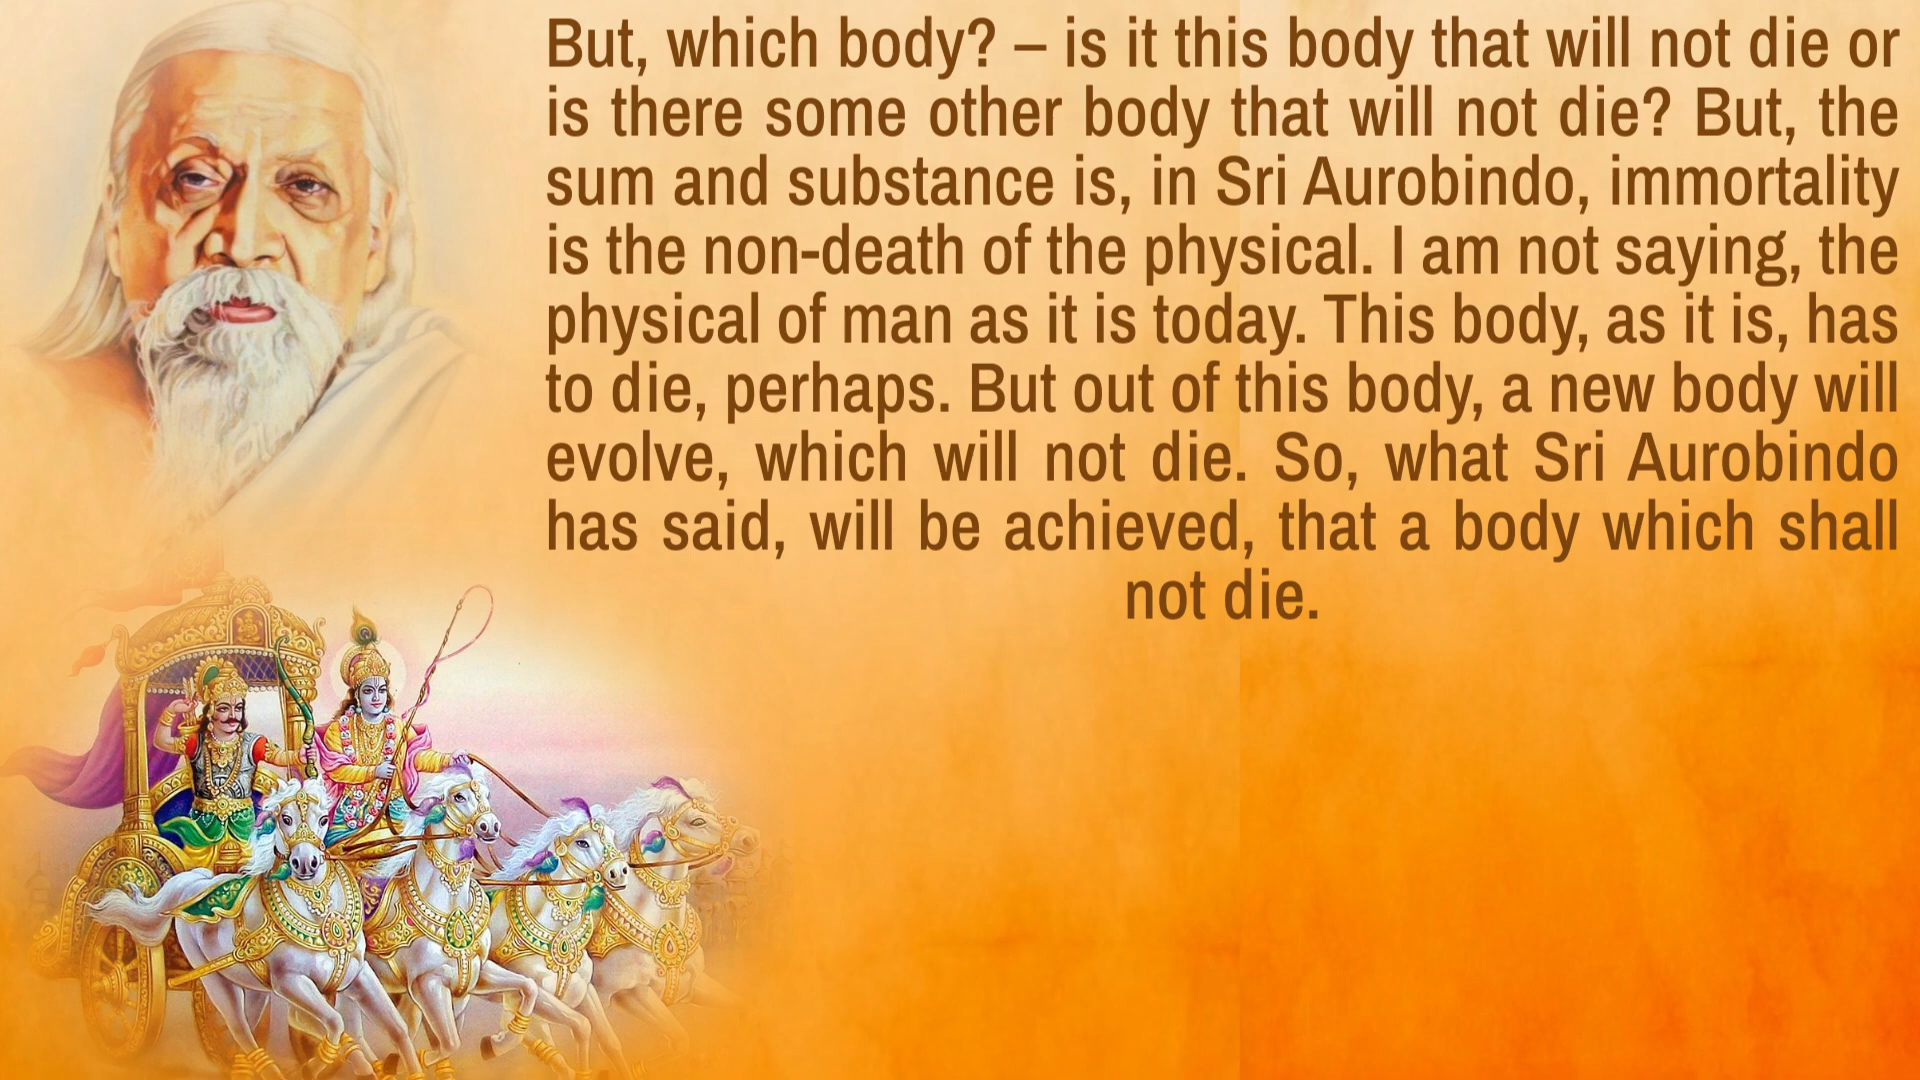 But, which body? – is it this body that will not die or
is there some other body that will not die? But, the
sum and substance is, in Sri Aurobindo, immortality
is the non-death of the physical. I am not saying, the
physical of man as it is today. This body, as it is, has
to die, perhaps. But out of this body, a new body will
evolve, which will not die. So, what Sri Aurobindo
has said, will be achieved, that a body which shall
not die.